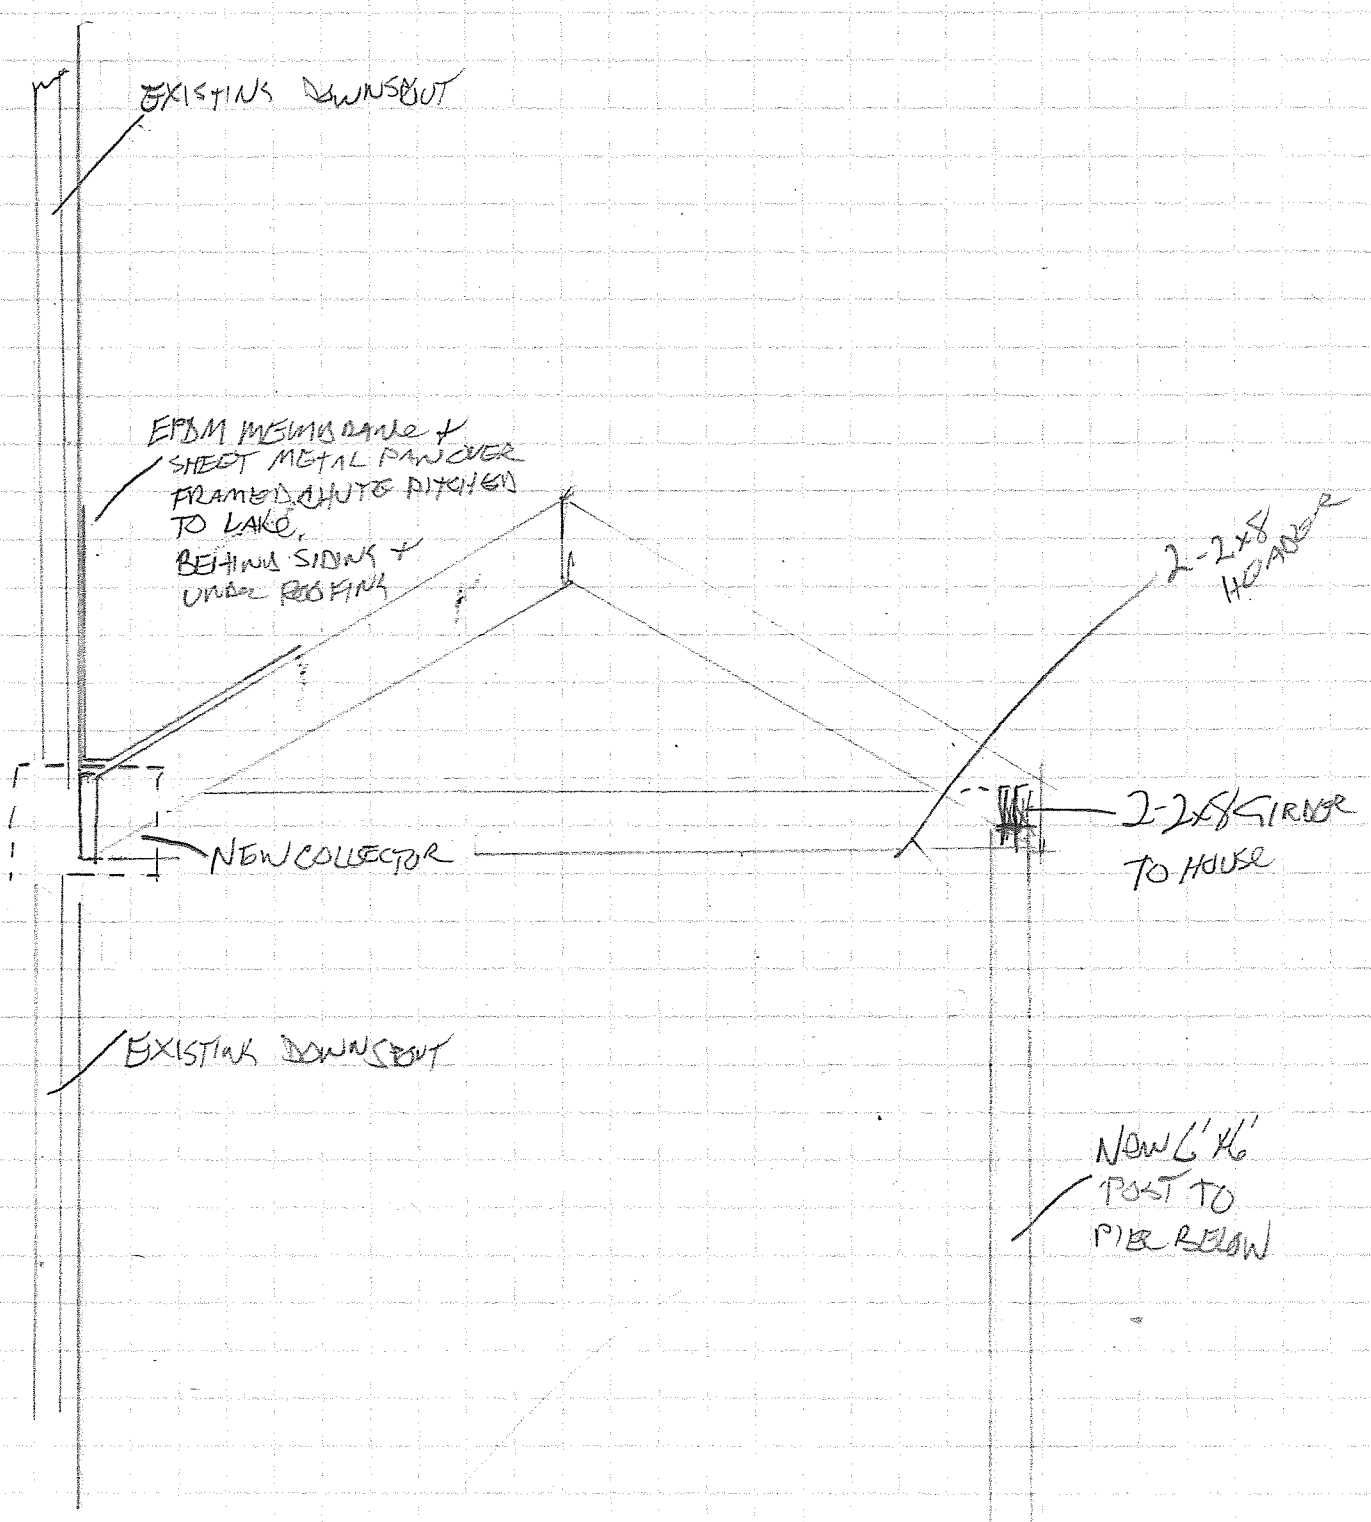 EXISTING DOWNSPOUT
EPDM MEMBRANE +
SHEET METAL PAN OVER
FRAMED CHUTE PITCHED
TO LAKE,
BEHIND SIDING +
UNDER ROOFING
2-2x8
HEADER
2-2x8 GIRDER
TO HOUSE
NEW COLLECTOR
EXISTING DOWNSPOUT
NEW 6'x6'
POST TO
PIER BELOW